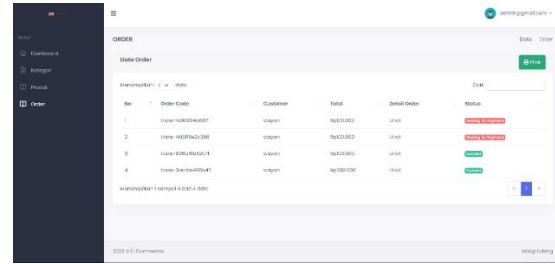 admin@gmail.com
MENU
ORDER
Data Order
Dashboard
Data Order
Print
Kategori
Produk
Menampilkan data
Cari
Order
No Order Code Customer Total Detail Order Status
1 wayan Rp100.000 Lihat Waiting to Payment
2 wayan Rp100.000 Lihat Waiting to Payment
3 wayan Rp100.000 Lihat Success
4 wayan Lihat Success
Menampilkan 1 sampai 4 dari 4 data
1
2023 © E-Commerce